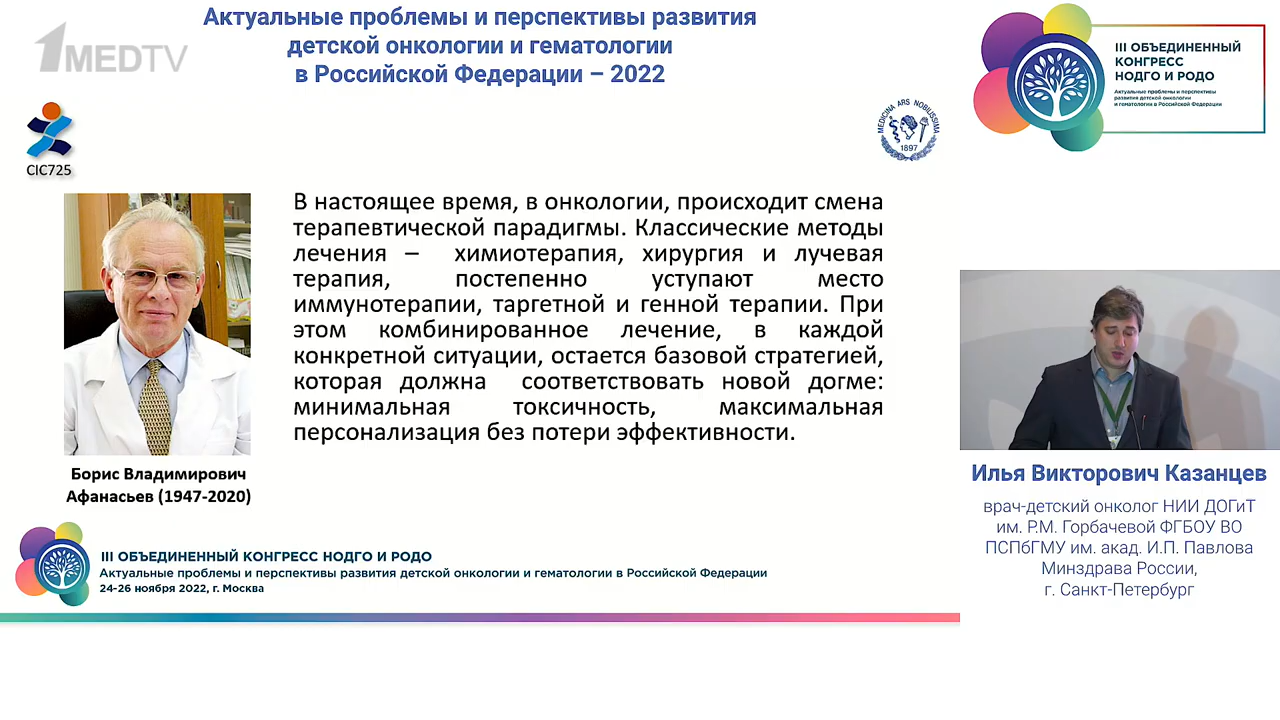 Актуальные проблемы и перспективы развития
детской онкологии и гематологии
в Российской Федерации – 2022
1MEDTV
CIC725
MEDICINA ARS NOBILISSIMA
1897
В настоящее время, в онкологии, происходит смена
терапевтической парадигмы. Классические методы
лечения – химиотерапия, хирургия и лучевая
терапия, постепенно уступают место
иммунотерапии, таргетной и генной терапии. При
этом комбинированное лечение, в каждой
конкретной ситуации, остается базовой стратегией,
которая должна соответствовать новой догме:
минимальная токсичность, максимальная
персонализация без потери эффективности.
Борис Владимирович
Афанасьев (1947-2020)
III ОБЪЕДИНЕННЫЙ КОНГРЕСС НОДГО И РОДО
Актуальные проблемы и перспективы развития детской онкологии и гематологии в Российской Федерации
24-26 ноября 2022, г. Москва
III ОБЪЕДИНЕННЫЙ
КОНГРЕСС
НОДГО И РОДО
Актуальные проблемы и перспективы
развития детской онкологии
и гематологии в Российской Федерации
Илья Викторович Казанцев
врач-детский онколог НИИ ДОГиТ
им. Р.М. Горбачевой ФГБОУ ВО
ПСПбГМУ им. акад. И.П. Павлова
Минздрава России,
г. Санкт-Петербург